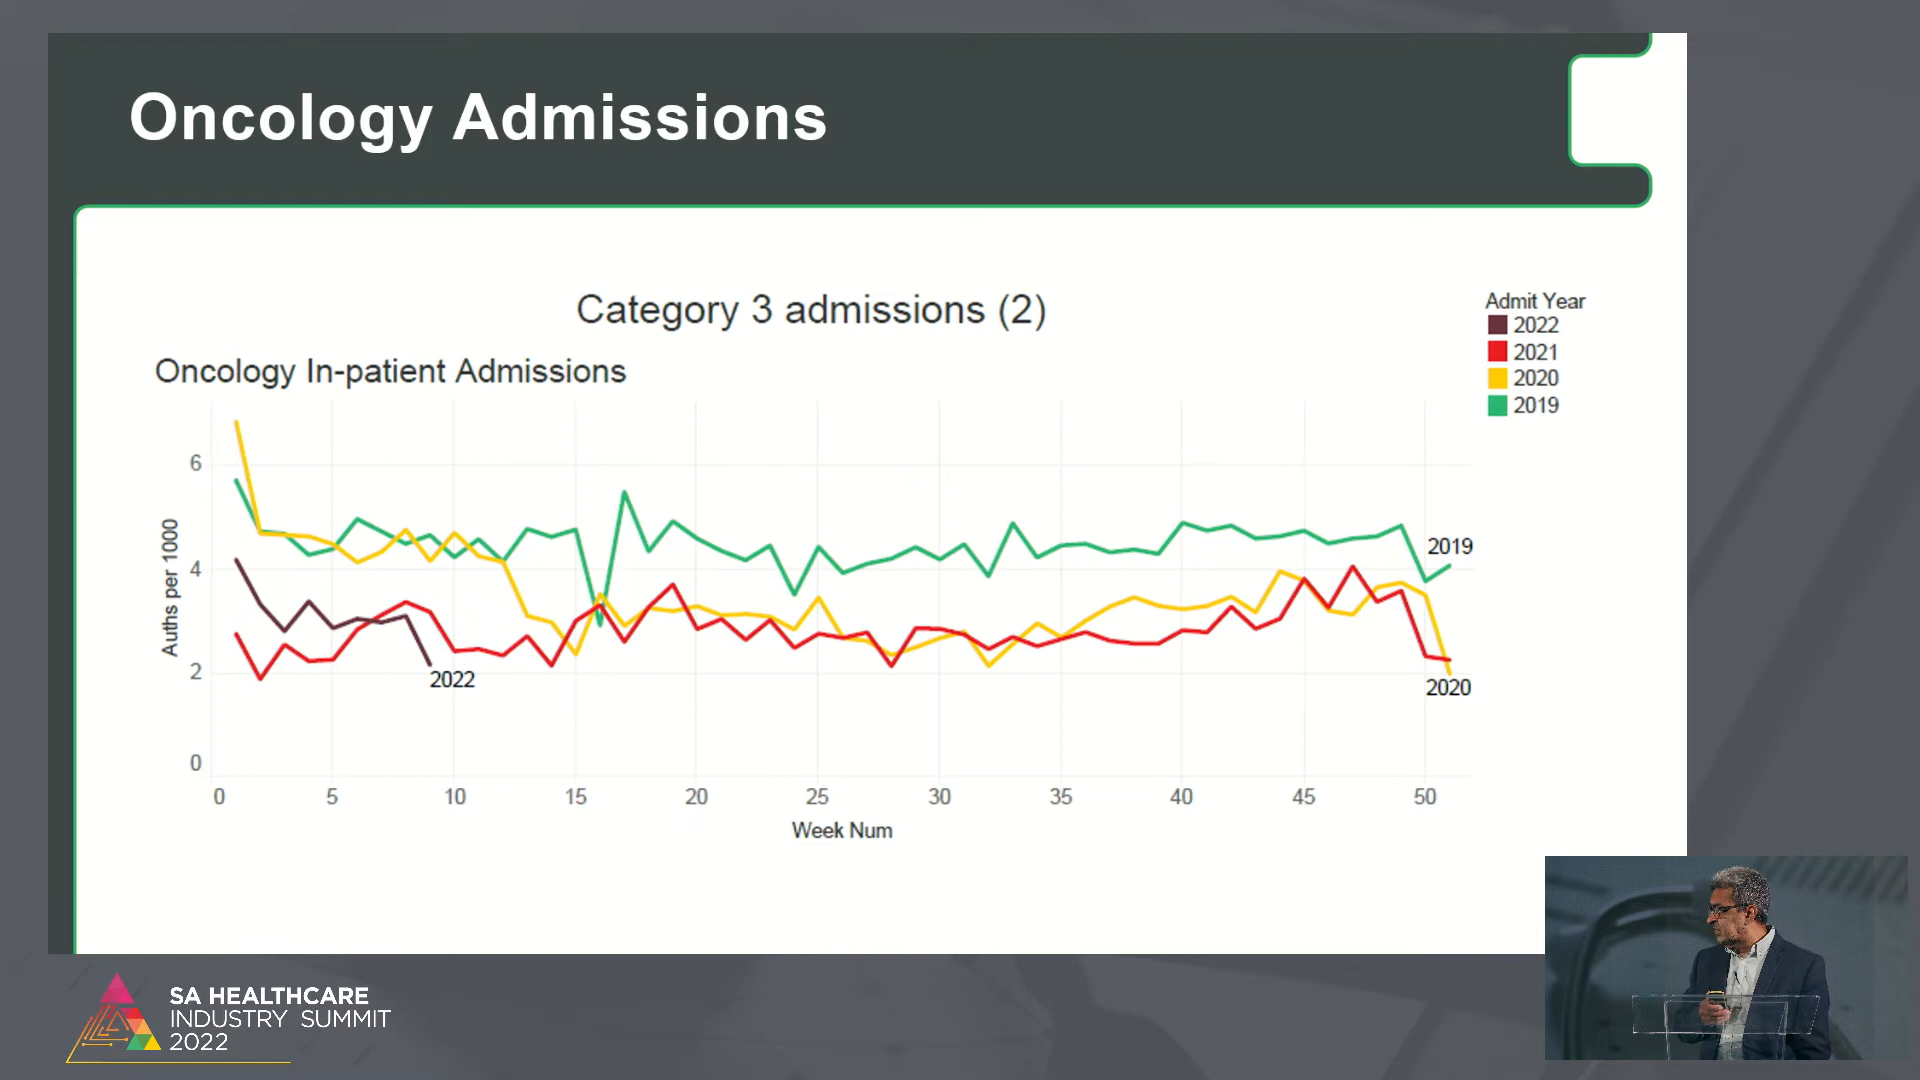 Oncology Admissions
Category 3 admissions (2)
Admit Year
2022
2021
2020
2019
Oncology In-patient Admissions
Auths per 1000
6
4
2
0
2019
2022
2020
0 5 10 15 20 25 30 35 40 45 50
Week Num
SA HEALTHCARE
INDUSTRY SUMMIT
2022